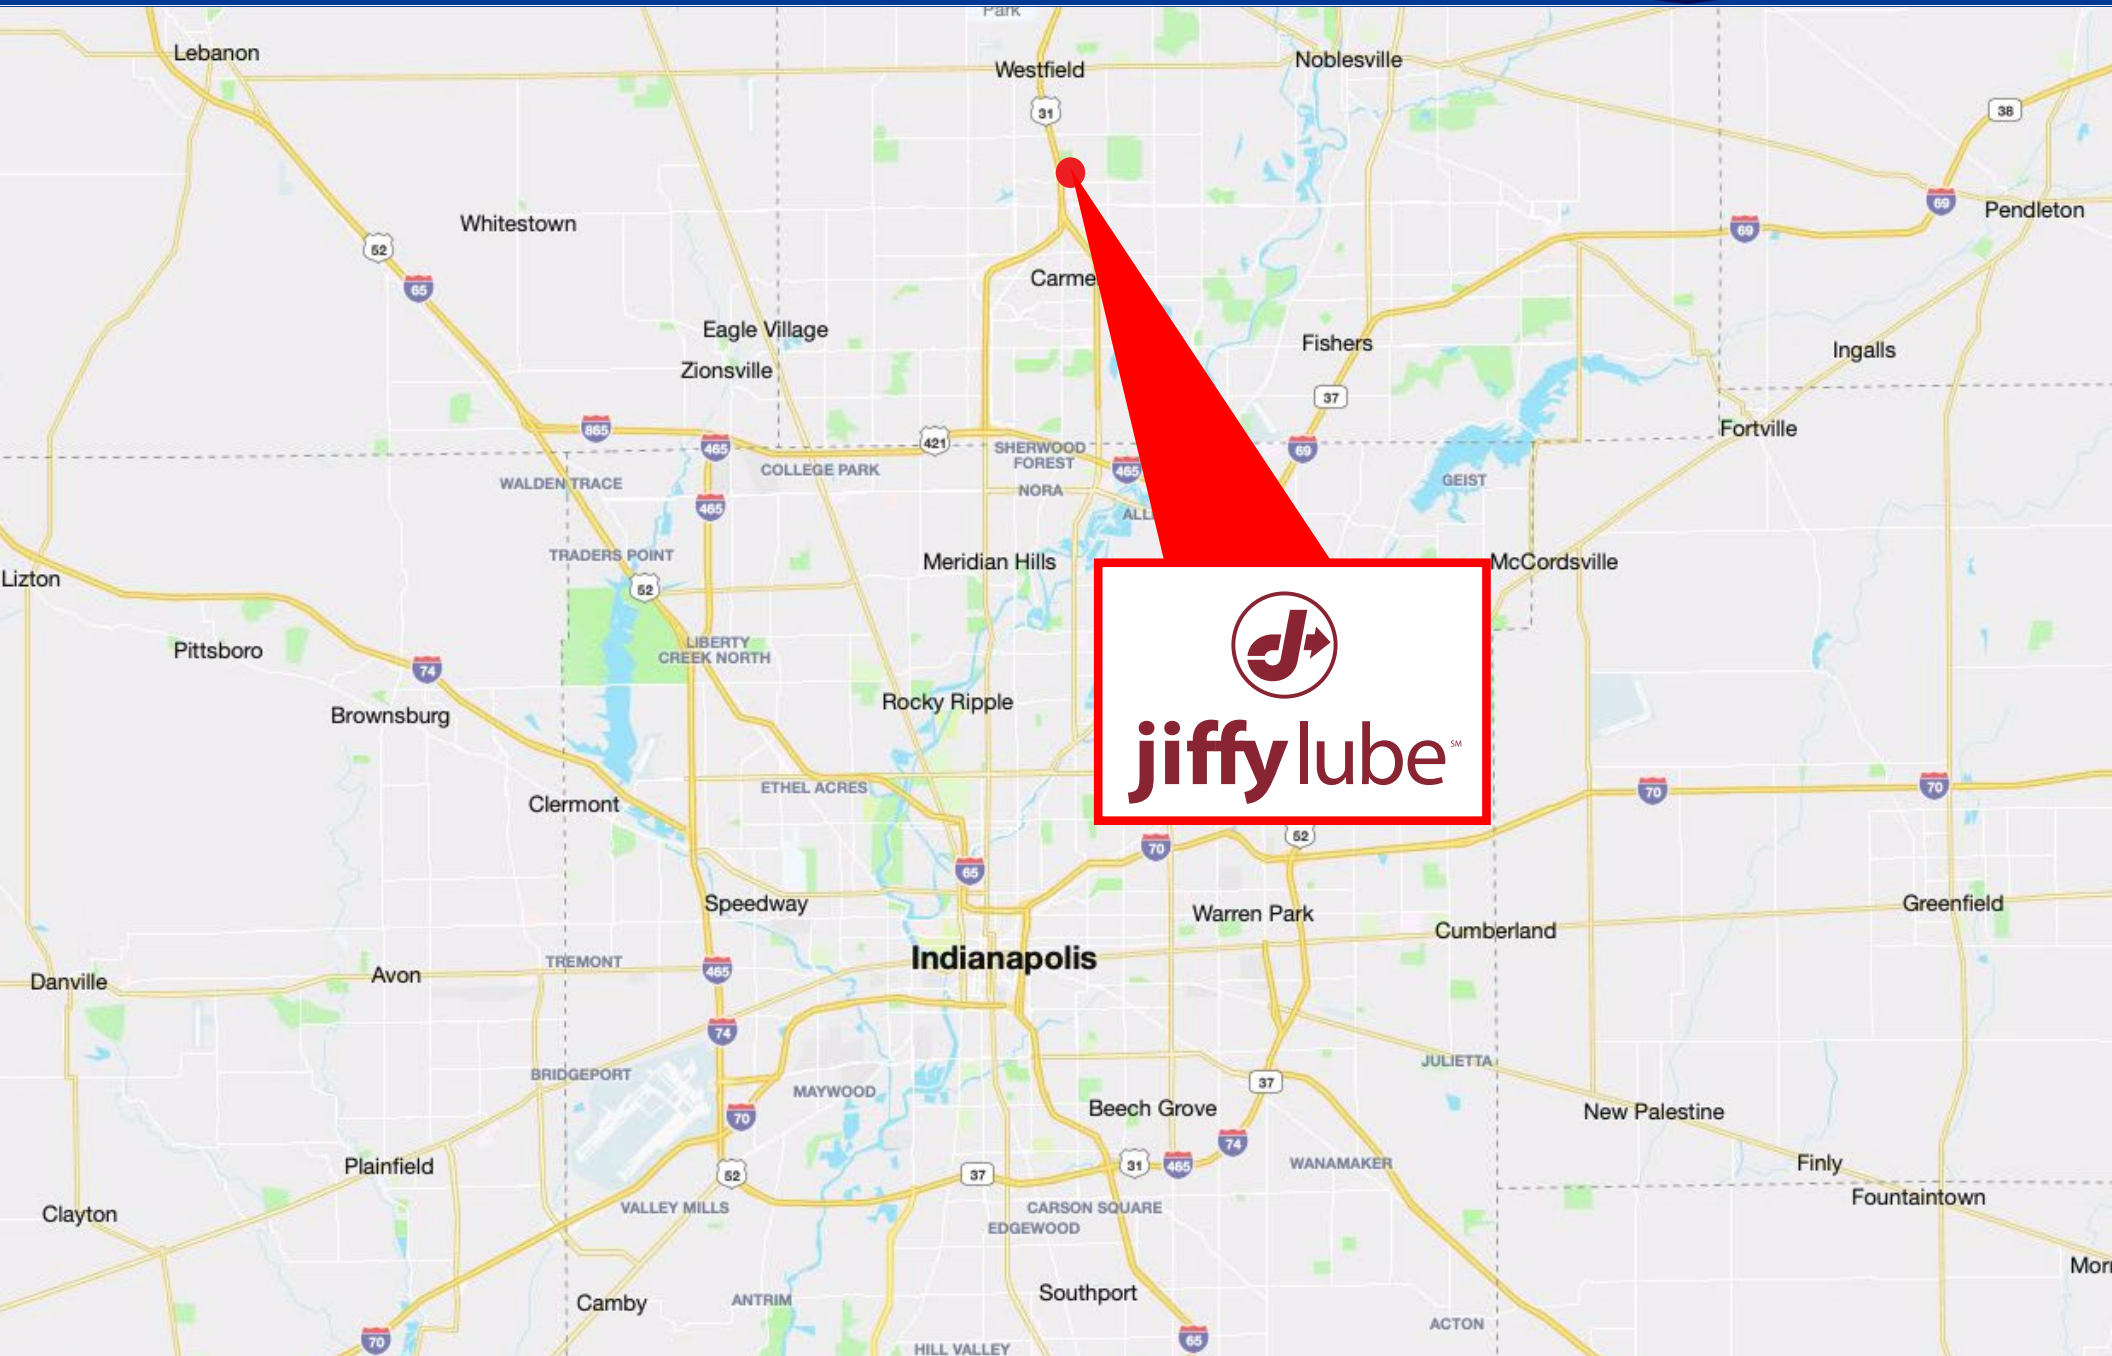 Park
Lebanon
Westfield
Noblesville
31
38
69
Pendleton
Whitestown
52
69
65
Carme
Eagle Village
Fishers
Ingalls
Zionsville
37
865
465
421
SHERWOOD
FOREST
69
Fortville
COLLEGE PARK
465
WALDEN TRACE
NORA
GEIST
465
ALL
TRADERS POINT
Meridian Hills
McCordsville
Lizton
52
LIBERTY
CREEK NORTH
Pittsboro
74
Rocky Ripple
Brownsburg
jiffy lube SM
ETHEL ACRES
70
70
Clermont
52
70
65
Speedway
Warren Park
Greenfield
Cumberland
Indianapolis
TREMONT
465
Danville
Avon
74
JULIETTA
BRIDGEPORT
MAYWOOD
37
70
Beech Grove
New Palestine
74
Plainfield
52
37
31
465
WANAMAKER
Finly
Fountaintown
Clayton
VALLEY MILLS
CARSON SQUARE
EDGEWOOD
Morr
Camby
ANTRIM
Southport
ACTON
70
65
HILL VALLEY